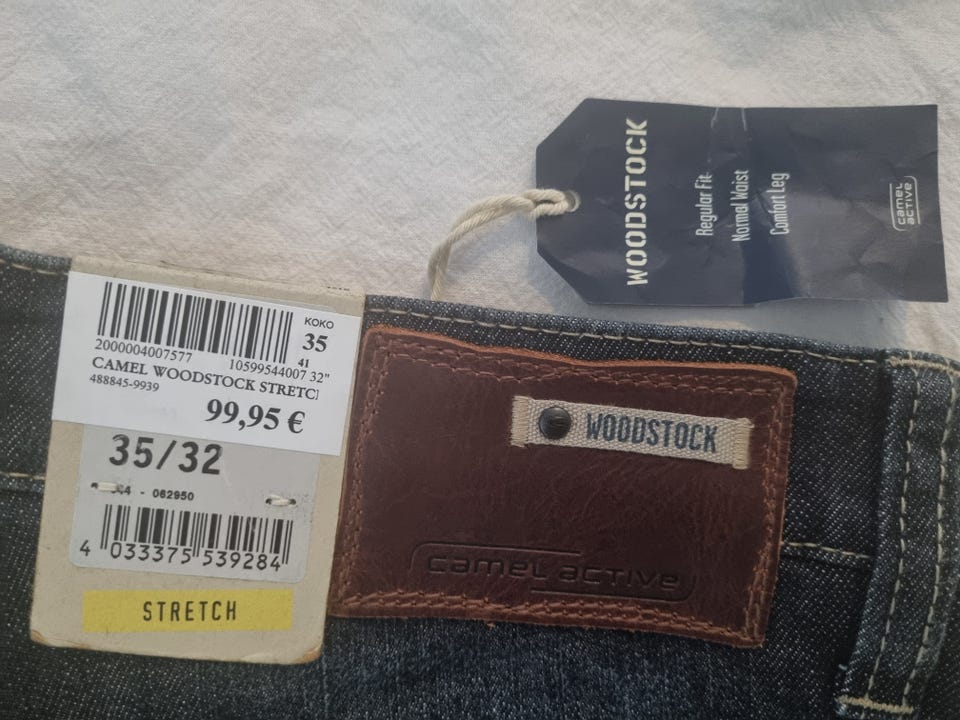 KOKO
35
41
2000004007577
10599544007 32"
CAMEL WOODSTOCK STRETC
488845-9939
99,95 €
35/32
4 - 062950
4 033375 539284
STRETCH
WOODSTOCK
Regular Fit
Normal Waist
Comfort Leg
camel active
WOODSTOCK
camel active